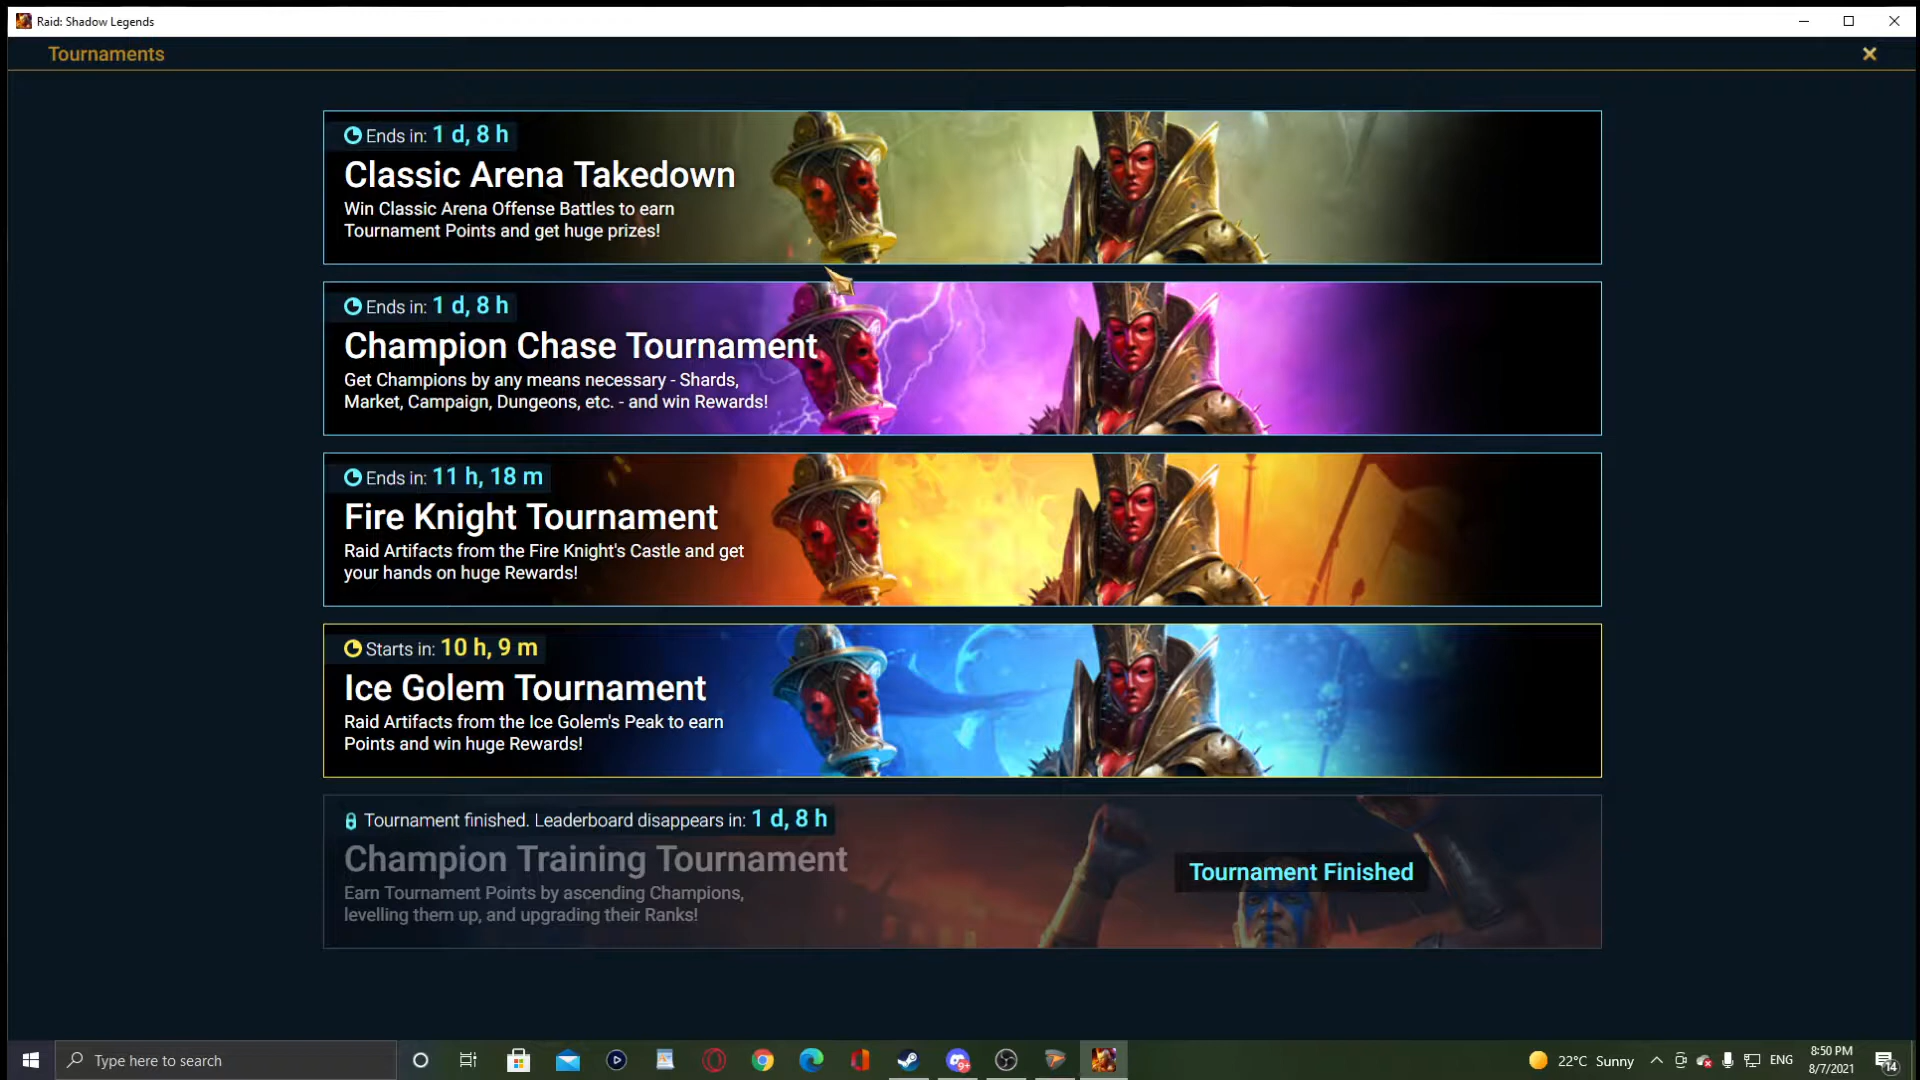 Raid: Shadow Legends
Tournaments
Ends in: 1 d, 8 h
Classic Arena Takedown
Win Classic Arena Offense Battles to earn
Tournament Points and get huge prizes!
Ends in: 1 d, 8 h
Champion Chase Tournament
Get Champions by any means necessary - Shards,
Market, Campaign, Dungeons, etc. - and win Rewards!
Ends in: 11 h, 18 m
Fire Knight Tournament
Raid Artifacts from the Fire Knight's Castle and get
your hands on huge Rewards!
Starts in: 10 h, 9 m
Ice Golem Tournament
Raid Artifacts from the Ice Golem's Peak to earn
Points and win huge Rewards!
Tournament finished. Leaderboard disappears in: 1 d, 8 h
Champion Training Tournament
Earn Tournament Points by ascending Champions,
levelling them up, and upgrading their Ranks!
Tournament Finished
Type here to search
9+
22°C Sunny
ENG
8:50 PM
8/7/2021
14